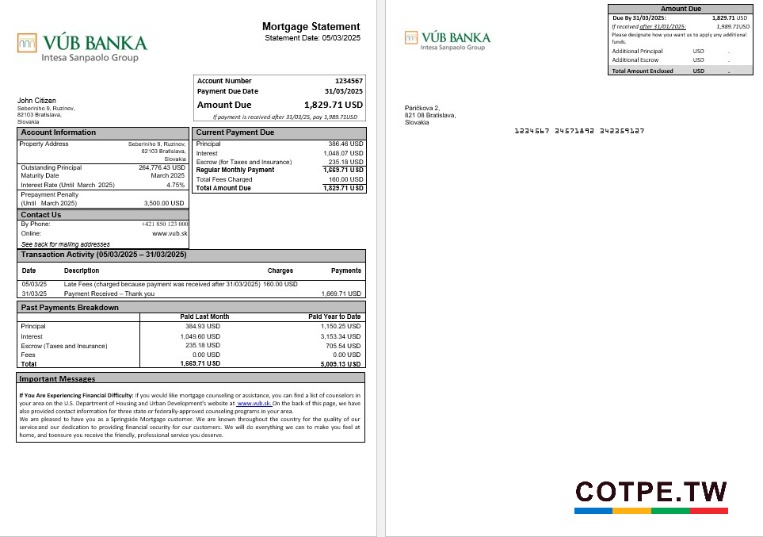 VÚB BANKA
Intesa Sanpaolo Group
Mortgage Statement
Statement Date: 05/03/2025
Account Number 1234567
Payment Due Date 31/03/2025
Amount Due 1,829.71 USD
If payment is received after 31/03/25, pay 1,989.71USD
John Citizen
Seberíniho 9, Ruzinov,
82103 Bratislava,
Slovakia
Account Information
Property Address Seberíniho 9, Ruzinov,
82103 Bratislava,
Slovakia
Outstanding Principal 264,776.43 USD
Maturity Date March 2025
Interest Rate (Until March 2025) 4.75%
Prepayment Penalty
(Until March 2025) 3,500.00 USD
Contact Us
By Phone: +421 850 123 000
Online: www.vub.sk
See back for mailing addresses
Current Payment Due
Principal 386.46 USD
Interest 1,048.07 USD
Escrow (for Taxes and Insurance) 235.18 USD
Regular Monthly Payment 1,669.71 USD
Total Fees Charged 160.00 USD
Total Amount Due 1,829.71 USD
Transaction Activity (05/03/2025 – 31/03/2025)
Date Description Charges Payments
05/03/25 Late Fees (charged because payment was received after 31/03/2025) 160.00 USD
31/03/25 Payment Received – Thank you 1,669.71 USD
Past Payments Breakdown
Paid Last Month Paid Year to Date
Principal 384.93 USD 1,150.25 USD
Interest 1,049.60 USD 3,153.34 USD
Escrow (Taxes and Insurance) 235.18 USD 705.54 USD
Fees 0.00 USD 0.00 USD
Total 1,669.71 USD 5,009.13 USD
Important Messages
If You Are Experiencing Financial Difficulty: If you would like mortgage counseling or assistance, you can find a list of counselors in
your area on the U.S. Department of Housing and Urban Development's website at www.vub.sk On the back of this page, we have
also provided contact information for three state or federally-approved counseling programs in your area.
We are pleased to have you as a Springside Mortgage customer. We are known throughout the country for the quality of our
service and our dedication to providing financial security for our customers. We will do everything we can to make you feel at
home, and to ensure you receive the friendly, professional service you deserve.
VÚB BANKA
Intesa Sanpaolo Group
Amount Due
Due By 31/03/2025: 1,829.71 USD
If received after 31/03/2025: 1,989.71USD
Please designate how you want us to apply any additional
funds.
Additional Principal USD -
Additional Escrow USD -
Total Amount Enclosed USD -
Páričkova 2,
821 08 Bratislava,
Slovakia
1234567 34571892 342359127
COTPE.TW